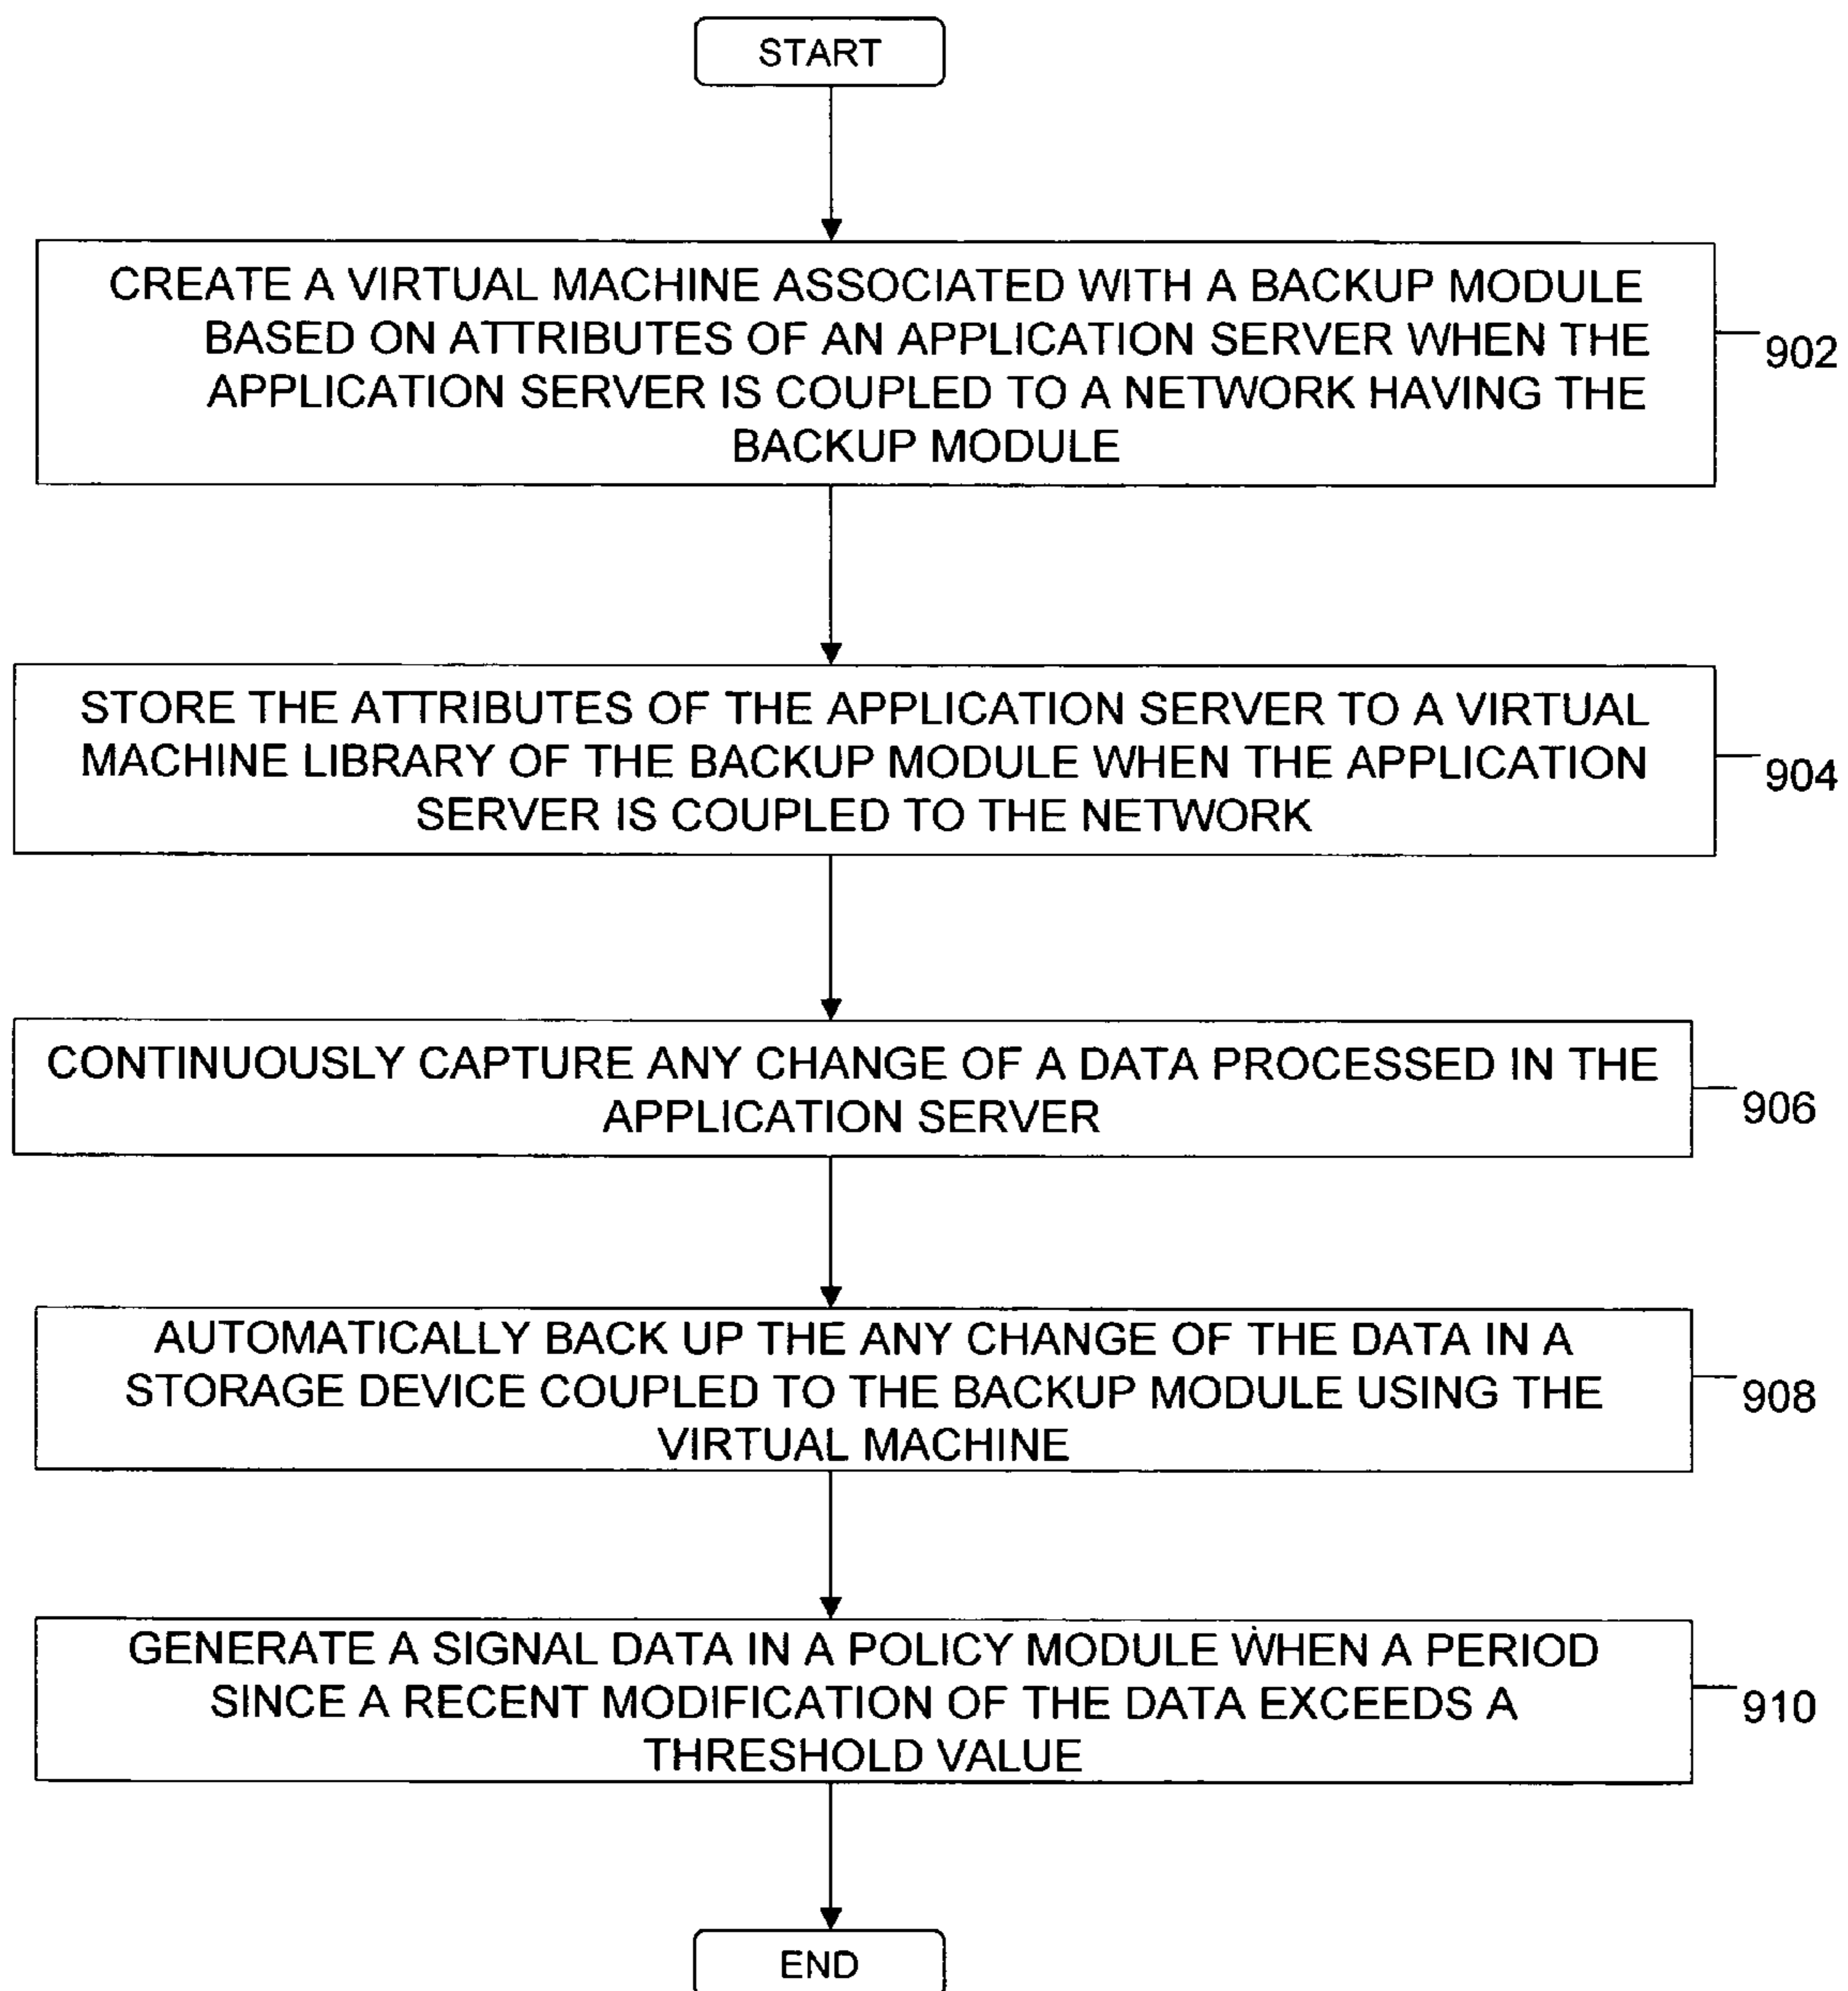 START
CREATE A VIRTUAL MACHINE ASSOCIATED WITH A BACKUP MODULE
BASED ON ATTRIBUTES OF AN APPLICATION SERVER WHEN THE
APPLICATION SERVER IS COUPLED TO A NETWORK HAVING THE
BACKUP MODULE
902
STORE THE ATTRIBUTES OF THE APPLICATION SERVER TO A VIRTUAL
MACHINE LIBRARY OF THE BACKUP MODULE WHEN THE APPLICATION
SERVER IS COUPLED TO THE NETWORK
904
CONTINUOUSLY CAPTURE ANY CHANGE OF A DATA PROCESSED IN THE
APPLICATION SERVER
906
AUTOMATICALLY BACK UP THE ANY CHANGE OF THE DATA IN A
STORAGE DEVICE COUPLED TO THE BACKUP MODULE USING THE
VIRTUAL MACHINE
908
GENERATE A SIGNAL DATA IN A POLICY MODULE WHEN A PERIOD
SINCE A RECENT MODIFICATION OF THE DATA EXCEEDS A
THRESHOLD VALUE
910
END